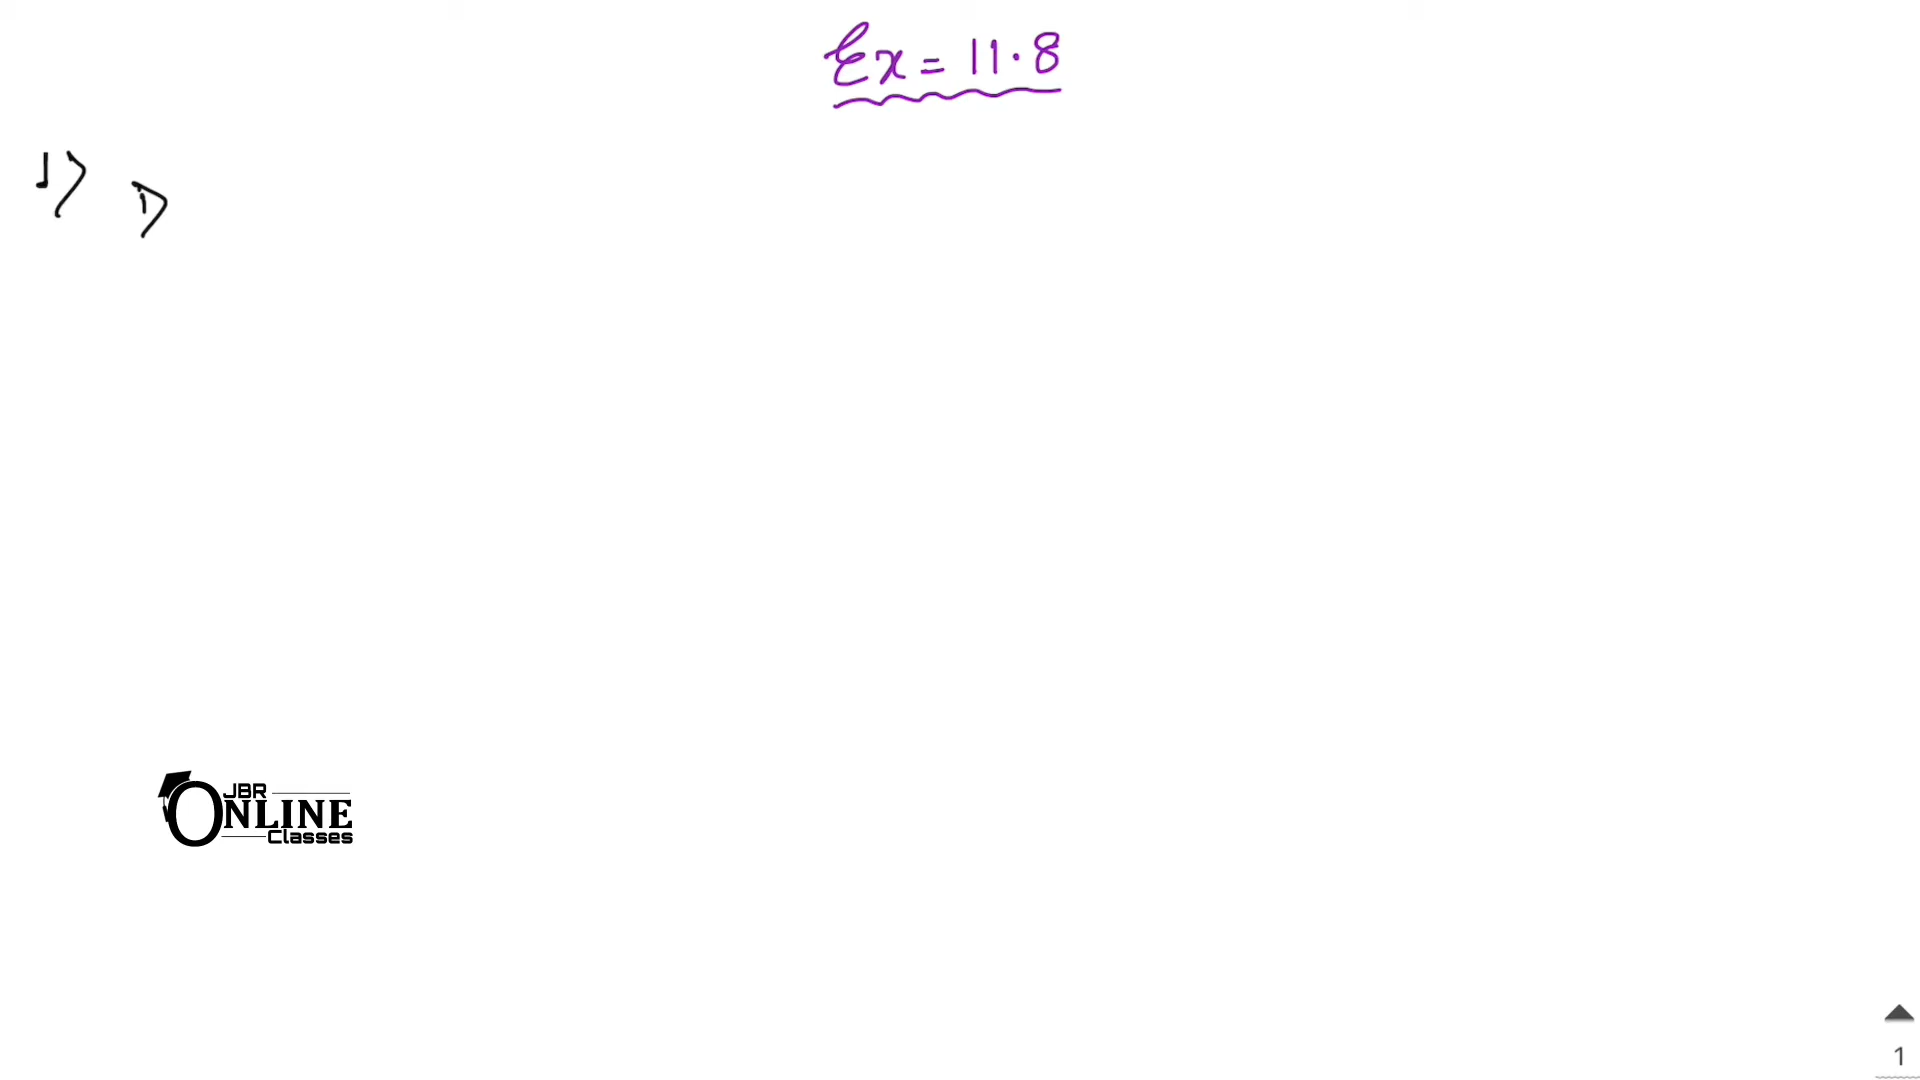 Ex = 11.8
1) i)
JBR
ONLINE
Classes
1